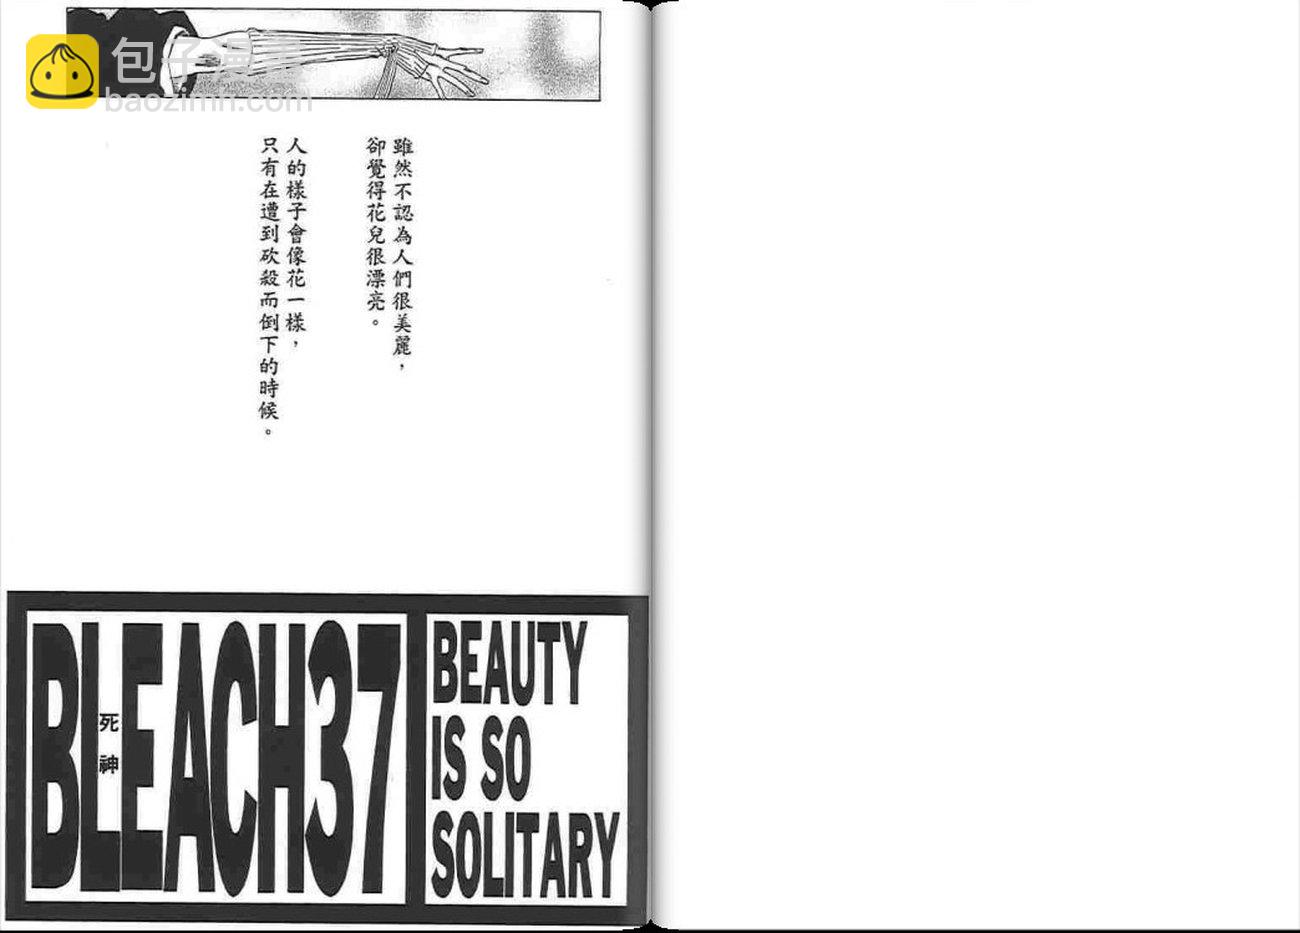 包子漫畫
baozimh.com
雖然不認為人們很美麗，
卻覺得花兒很漂亮。
人的樣子會像花一樣，
只有在遭到砍殺而倒下的時候。
BLEACH37
死神
BEAUTY
IS SO
SOLITARY